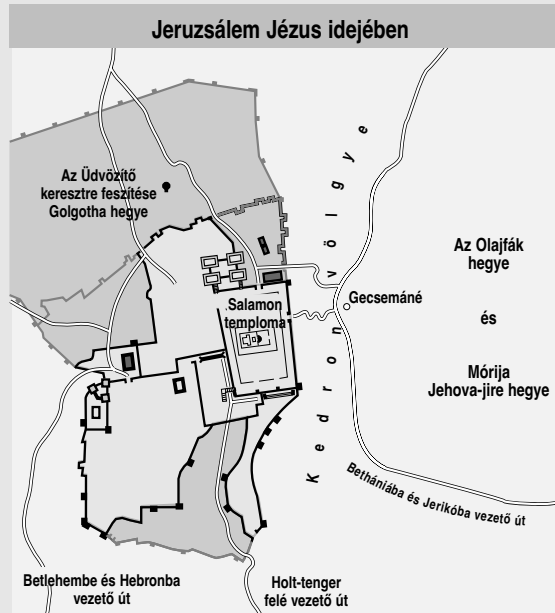 Jeruzsálem Jézus idejében
Az Üdvözítő
keresztre feszítése
Golgotha hegye
Kedron völgye
Az Olajfák
hegye
Salamon
temploma
Gecsemáné
és
Mórija
Jehova-jire hegye
Bethániába és Jerikóba vezető út
Betlehembe és Hebronba
vezető út
Holt-tenger
felé vezető út